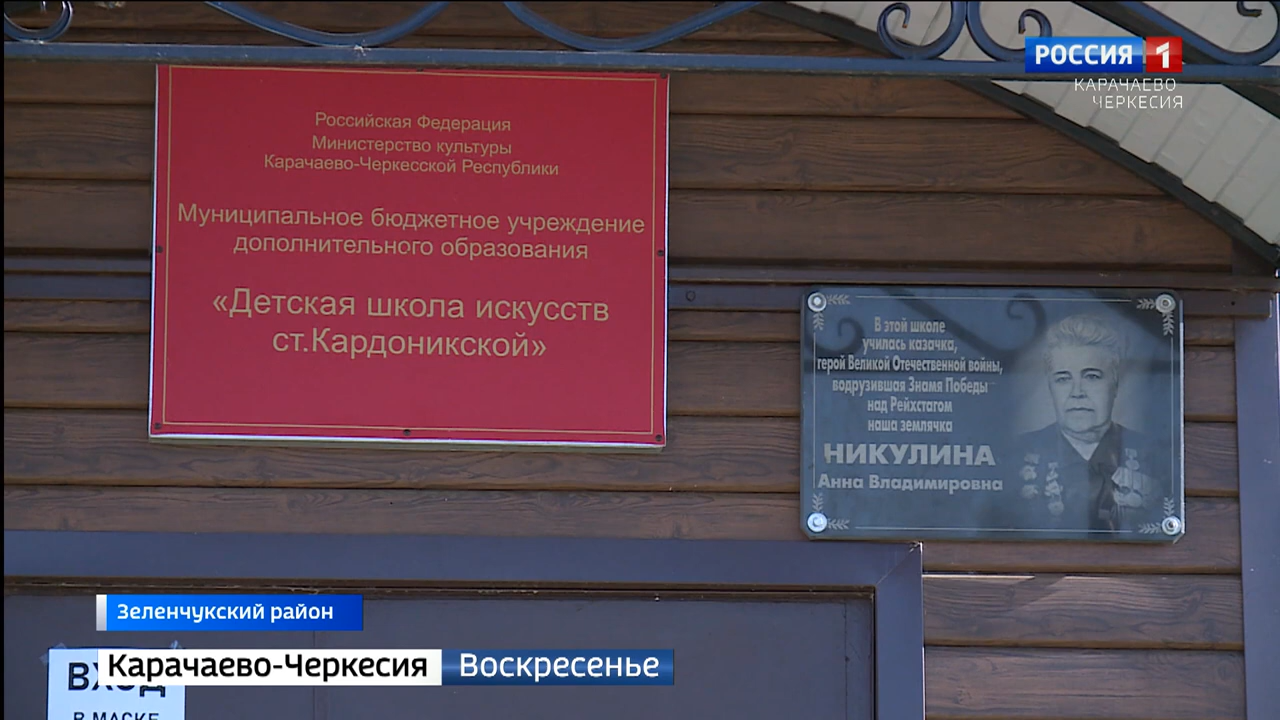 РОССИЯ 1
КАРАЧАЕВО
ЧЕРКЕСИЯ
Российская Федерация
Министерство культуры
Карачаево-Черкесской Республики
Муниципальное бюджетное учреждение
дополнительного образования
«Детская школа искусств
ст.Кардоникской»
В этой школе
училась казачка,
герой Великой Отечественной войны,
водрузившая Знамя Победы
над Рейхстагом
наша землячка
НИКУЛИНА
Анна Владимировна
Зеленчукский район
Карачаево-Черкесия Воскресенье
ВХОД
В МАСКЕ